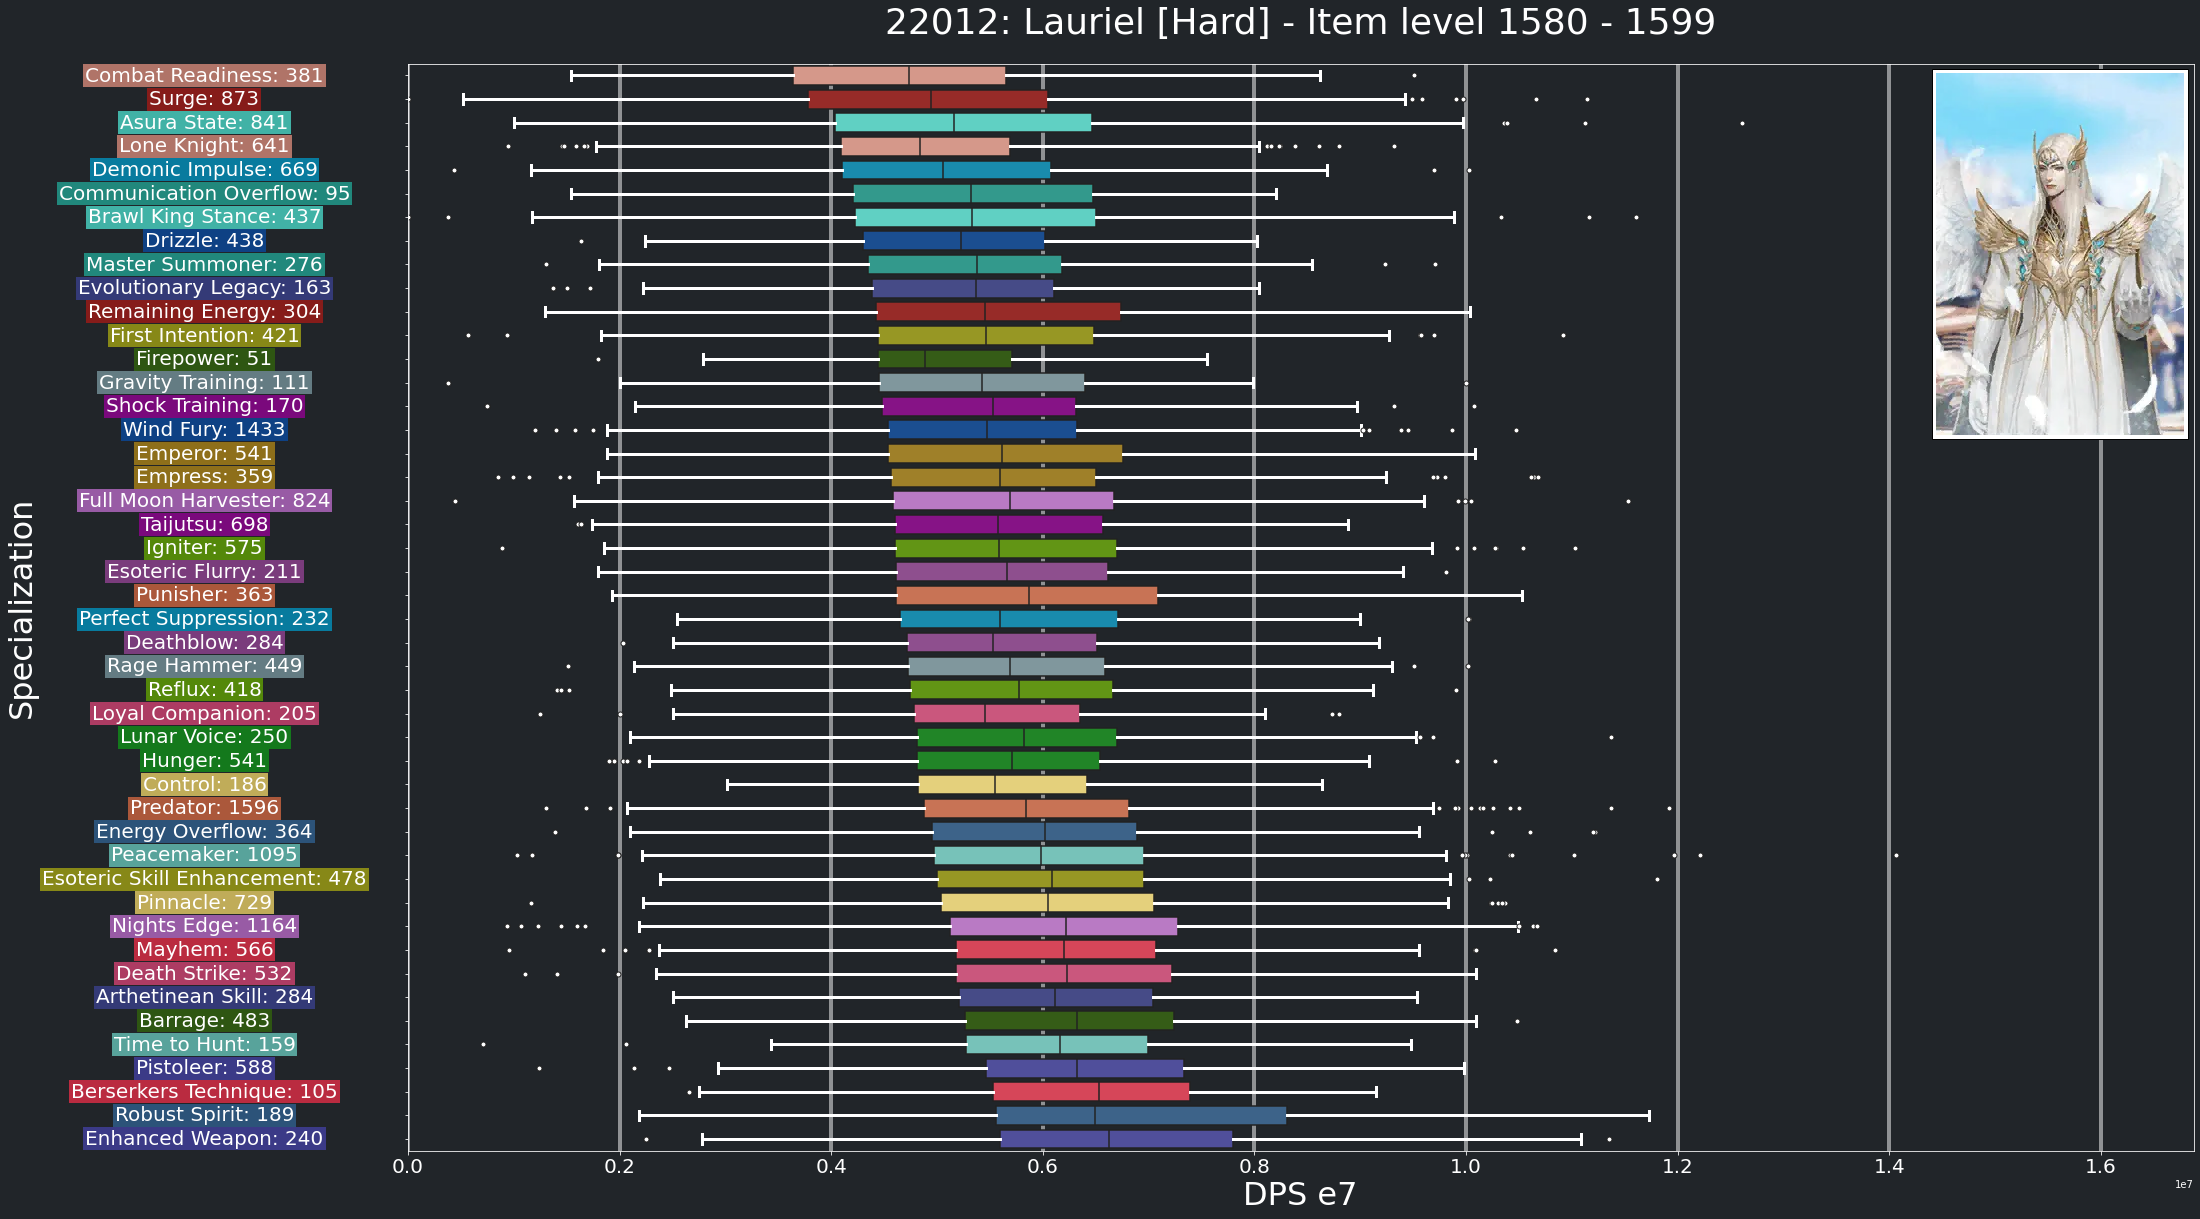 22012: Lauriel [Hard] - Item level 1580 - 1599
Combat Readiness: 381
Surge: 873
Asura State: 841
Lone Knight: 641
Demonic Impulse: 669
Communication Overflow: 95
Brawl King Stance: 437
Drizzle: 438
Master Summoner: 276
Evolutionary Legacy: 163
Remaining Energy: 304
First Intention: 421
Firepower: 51
Gravity Training: 111
Shock Training: 170
Wind Fury: 1433
Emperor: 541
Empress: 359
Full Moon Harvester: 824
Taijutsu: 698
Igniter: 575
Esoteric Flurry: 211
Punisher: 363
Perfect Suppression: 232
Deathblow: 284
Rage Hammer: 449
Reflux: 418
Loyal Companion: 205
Lunar Voice: 250
Hunger: 541
Control: 186
Predator: 1596
Energy Overflow: 364
Peacemaker: 1095
Esoteric Skill Enhancement: 478
Pinnacle: 729
Nights Edge: 1164
Mayhem: 566
Death Strike: 532
Arthetinean Skill: 284
Barrage: 483
Time to Hunt: 159
Pistoleer: 588
Berserkers Technique: 105
Robust Spirit: 189
Enhanced Weapon: 240
Specialization
0.0 0.2 0.4 0.6 0.8 1.0 1.2 1.4 1.6
1e7
DPS e7